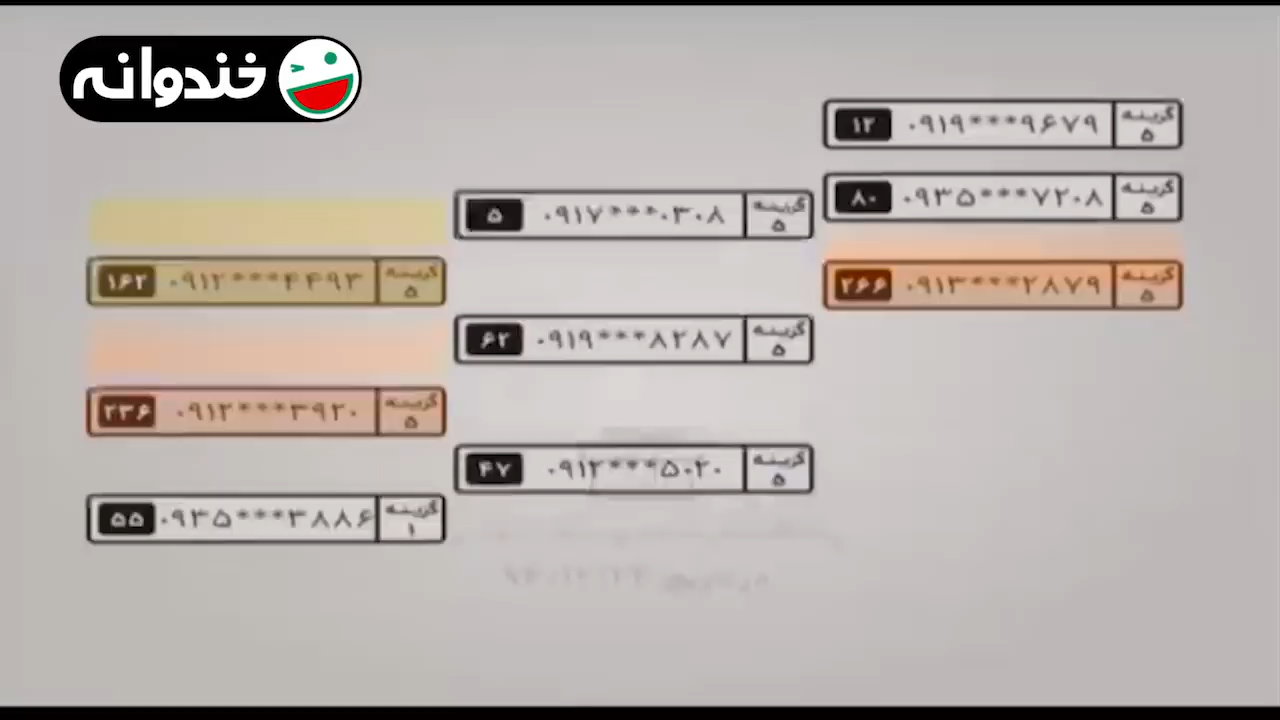 خندوانه
گزینه ۵ ۰۹۱۹***۹۶۷۹ ۱۲
گزینه ۵ ۰۹۳۵***۷۲۰۸ ۸۰
گزینه ۵ ۰۹۱۳***۲۸۷۹ ۲۶۶
گزینه ۵ ۰۹۱۷***۰۳۰۸ ۵
گزینه ۵ ۰۹۱۹***۸۲۸۷ ۶۲
گزینه ۵ ۰۹۱۲***۵۰۲۰ ۴۷
گزینه ۵ ۰۹۱۲***۴۴۹۳ ۱۶۲
گزینه ۵ ۰۹۱۲***۳۹۲۰ ۲۳۶
گزینه ۱ ۰۹۳۵***۳۸۸۶ ۵۵